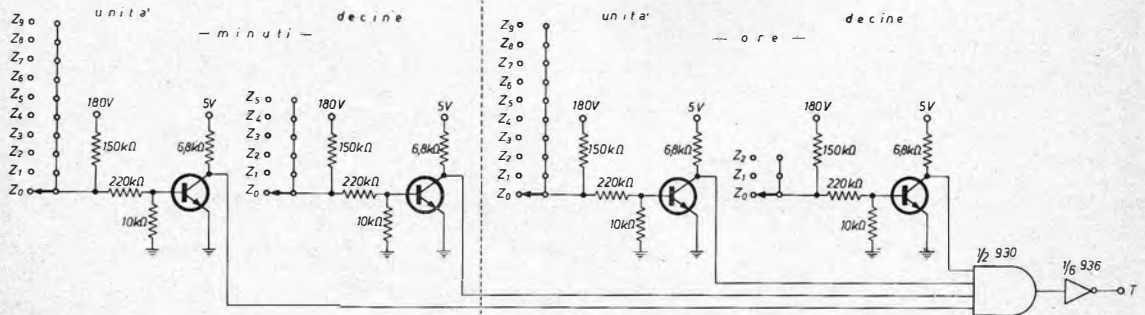 unità'
decine
— minuti —
Z9
Z8
Z7
Z6
Z5
Z4
Z3
Z2
Z1
Z0
180V
150kΩ
220kΩ
10kΩ
5V
6,8kΩ
Z5
Z4
Z3
Z2
Z1
Z0
180V
150kΩ
220kΩ
10kΩ
5V
6,8kΩ
unita'
decine
— ore —
Z9
Z8
Z7
Z6
Z5
Z4
Z3
Z2
Z1
Z0
180V
150kΩ
220kΩ
10kΩ
5V
6,8kΩ
Z2
Z1
Z0
180V
150kΩ
220kΩ
10kΩ
5V
6,8kΩ
1/2 930
1/6 936
T